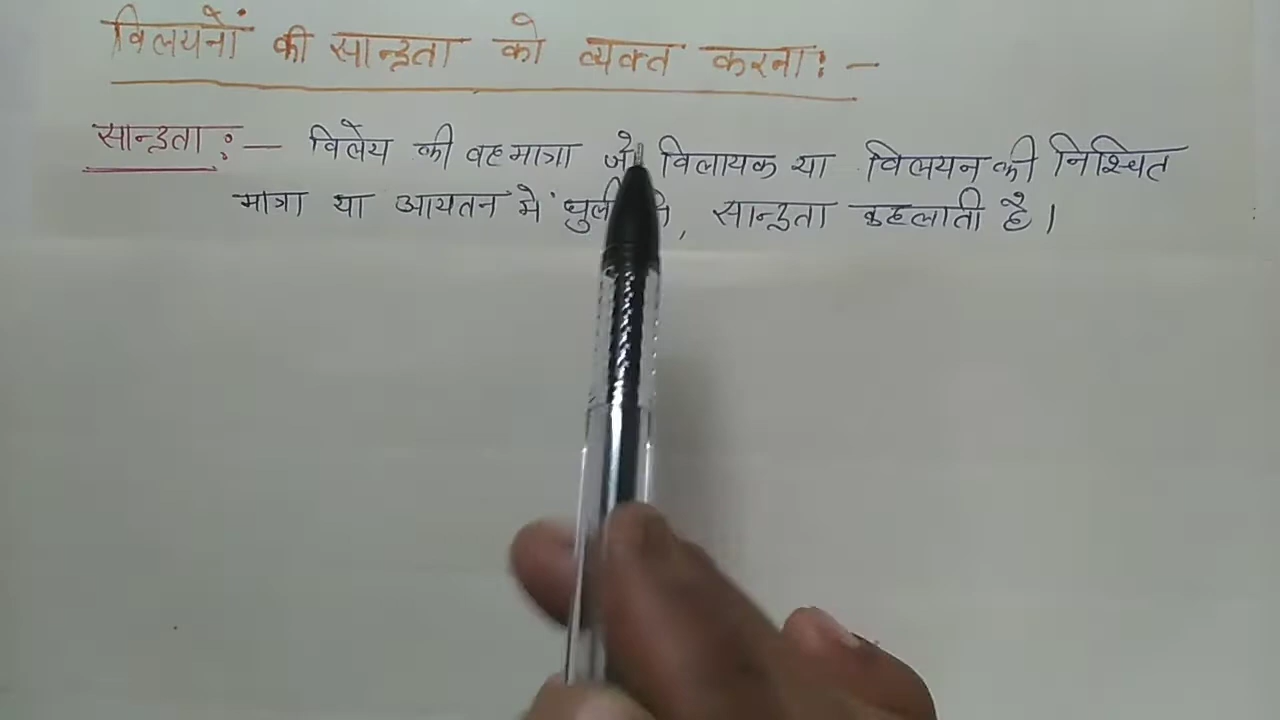 विलयनों की सान्द्रता को व्यक्त करना : —
सान्द्रता : — विलेय की वह मात्रा जो विलायक या विलयन की निश्चित
मात्रा या आयतन में घुली , सान्द्रता कहलाती है।